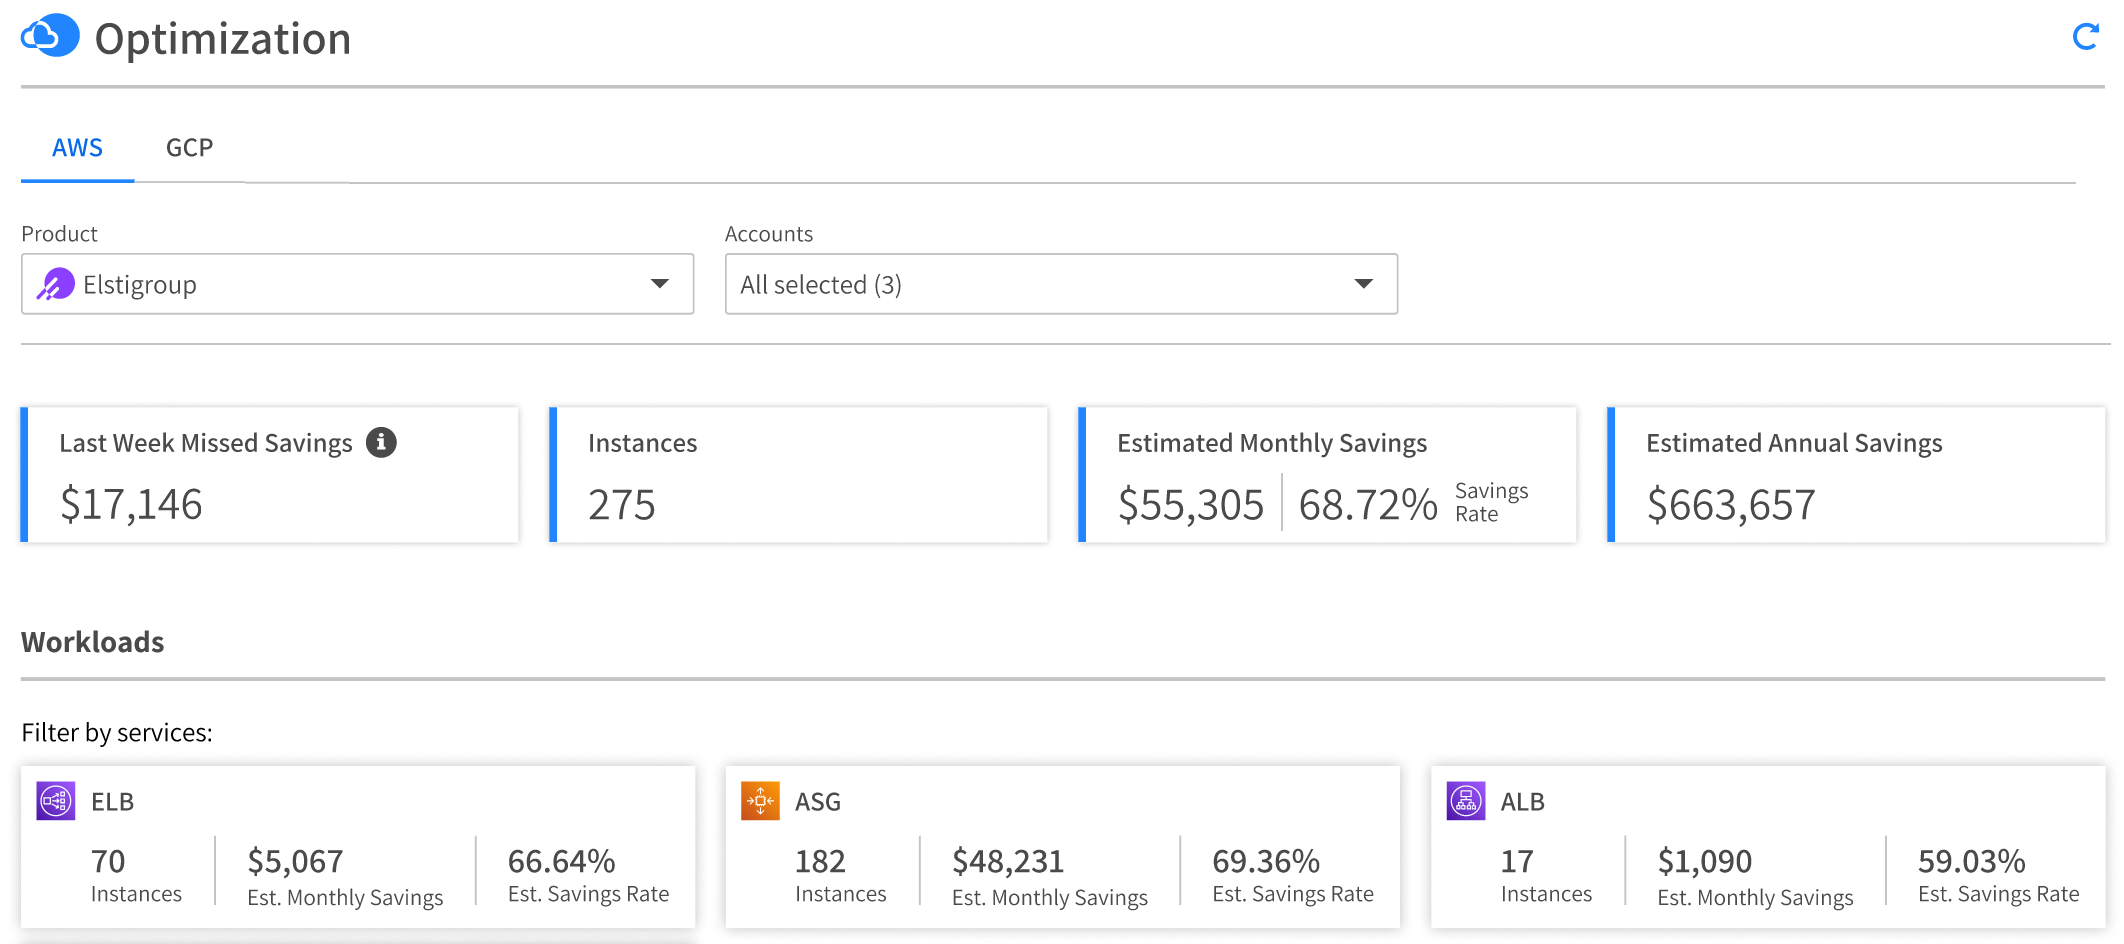 Optimization
AWS GCP
Product Accounts
Elstigroup All selected (3)
Last Week Missed Savings Instances Estimated Monthly Savings Estimated Annual Savings
$17,146 275 $55,305 68.72% Savings Rate $663,657
Workloads
Filter by services:
ELB ASG ALB
70 $5,067 66.64% 182 $48,231 69.36% 17 $1,090 59.03%
Instances Est. Monthly Savings Est. Savings Rate Instances Est. Monthly Savings Est. Savings Rate Instances Est. Monthly Savings Est. Savings Rate